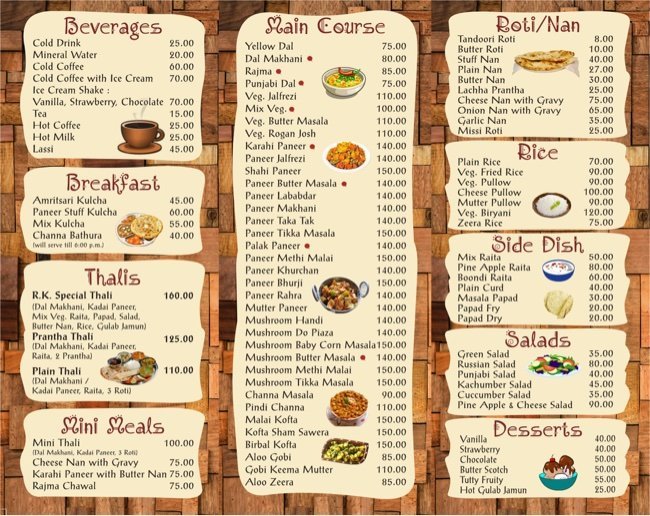 Beverages
Cold Drink 25.00
Mineral Water 20.00
Cold Coffee 60.00
Cold Coffee with Ice Cream 70.00
Ice Cream Shake :
Vanilla, Strawberry, Chocolate 70.00
Tea 15.00
Hot Coffee 25.00
Hot Milk 25.00
Lassi 45.00
Breakfast
Amritsari Kulcha 45.00
Paneer Stuff Kulcha 60.00
Mix Kulcha 55.00
Channa Bathura 40.00
(will serve till 6:00 p.m.)
Thalis
R.K. Special Thali 160.00
(Dal Makhani, Kadai Paneer,
Mix Veg. Raita, Papad, Salad,
Butter Nan, Rice, Gulab Jamun)
Prantha Thali 125.00
(Dal Makhani, Kadai Paneer,
Raita, 2 Prantha)
Plain Thali 110.00
(Dal Makhani /
Kadai Paneer, Raita, 3 Roti)
Mini Meals
Mini Thali 100.00
(Dal Makhani, Kadai Paneer, 3 Roti)
Cheese Nan with Gravy 75.00
Karahi Paneer with Butter Nan 75.00
Rajma Chawal 75.00
Main Course
Yellow Dal 75.00
Dal Makhani 80.00
Rajma 85.00
Punjabi Dal 75.00
Veg. Jalfrezi 110.00
Mix Veg. 100.00
Veg. Butter Masala 110.00
Veg. Rogan Josh 110.00
Karahi Paneer 140.00
Paneer Jalfrezi 140.00
Shahi Paneer 150.00
Paneer Butter Masala 140.00
Paneer Lababdar 140.00
Paneer Makhani 140.00
Paneer Taka Tak 140.00
Paneer Tikka Masala 150.00
Palak Paneer 140.00
Paneer Methi Malai 150.00
Paneer Khurchan 140.00
Paneer Bhurji 150.00
Paneer Rahra 140.00
Mutter Paneer 140.00
Mushroom Handi 140.00
Mushroom Do Piaza 140.00
Mushroom Baby Corn Masala 150.00
Mushroom Butter Masala 140.00
Mushroom Methi Malai 150.00
Mushroom Tikka Masala 150.00
Channa Masala 90.00
Pindi Channa 110.00
Malai Kofta 150.00
Kofta Sham Sawera 150.00
Birbal Kofta 150.00
Aloo Gobi 85.00
Gobi Keema Mutter 110.00
Aloo Zeera 85.00
Roti/Nan
Tandoori Roti 8.00
Butter Roti 10.00
Stuff Nan 40.00
Plain Nan 27.00
Butter Nan 30.00
Lachha Prantha 25.00
Cheese Nan with Gravy 75.00
Onion Nan with Gravy 65.00
Garlic Nan 35.00
Missi Roti 25.00
Rice
Plain Rice 70.00
Veg. Fried Rice 90.00
Veg. Pullow 90.00
Cheese Pullow 100.00
Mutter Pullow 90.00
Veg. Biryani 120.00
Zeera Rice 75.00
Side Dish
Mix Raita 50.00
Pine Apple Raita 80.00
Boondi Raita 60.00
Plain Curd 40.00
Masala Papad 30.00
Papad Fry 20.00
Papad Dry 20.00
Salads
Green Salad 35.00
Russian Salad 80.00
Punjabi Salad 40.00
Kachumber Salad 45.00
Cuccumber Salad 35.00
Pine Apple & Cheese Salad 90.00
Desserts
Vanilla 40.00
Strawberry 40.00
Chocolate 50.00
Butter Scotch 50.00
Tutty Fruity 55.00
Hot Gulab Jamun 25.00